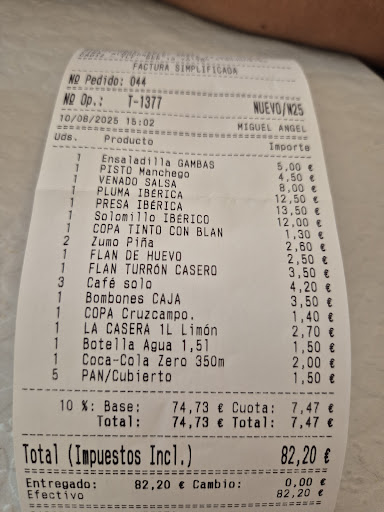 FACTURA SIMPLIFICADA
Nº Pedido: 044
Nº Op.: T-1377 NUEVO/N25
10/08/2025 15:02 MIGUEL ANGEL
Uds. Producto Importe
1 Ensaladilla GAMBAS 5,00 €
1 PISTO Manchego 4,50 €
1 VENADO SALSA 8,00 €
1 PLUMA IBERICA 12,50 €
1 PRESA IBERICA 13,50 €
1 Solomillo IBERICO 12,00 €
1 COPA TINTO CON BLAN 1,30 €
2 Zumo Piña 2,60 €
1 FLAN DE HUEVO 2,50 €
1 FLAN TURRÓN CASERO 3,50 €
3 Café solo 4,20 €
1 Bombones CAJA 3,50 €
1 COPA Cruzcampo. 1,40 €
1 LA CASERA 1L Limón 2,70 €
1 Botella Agua 1,5l 1,50 €
1 Coca-Cola Zero 350m 2,00 €
5 PAN/Cubierto 1,50 €
10 %: Base: 74,73 € Cuota: 7,47 €
Total: 74,73 € Total: 7,47 €
Total (Impuestos Incl.) 82,20 €
Entregado: 82,20 € Cambio: 0,00 €
Efectivo 82,20 €